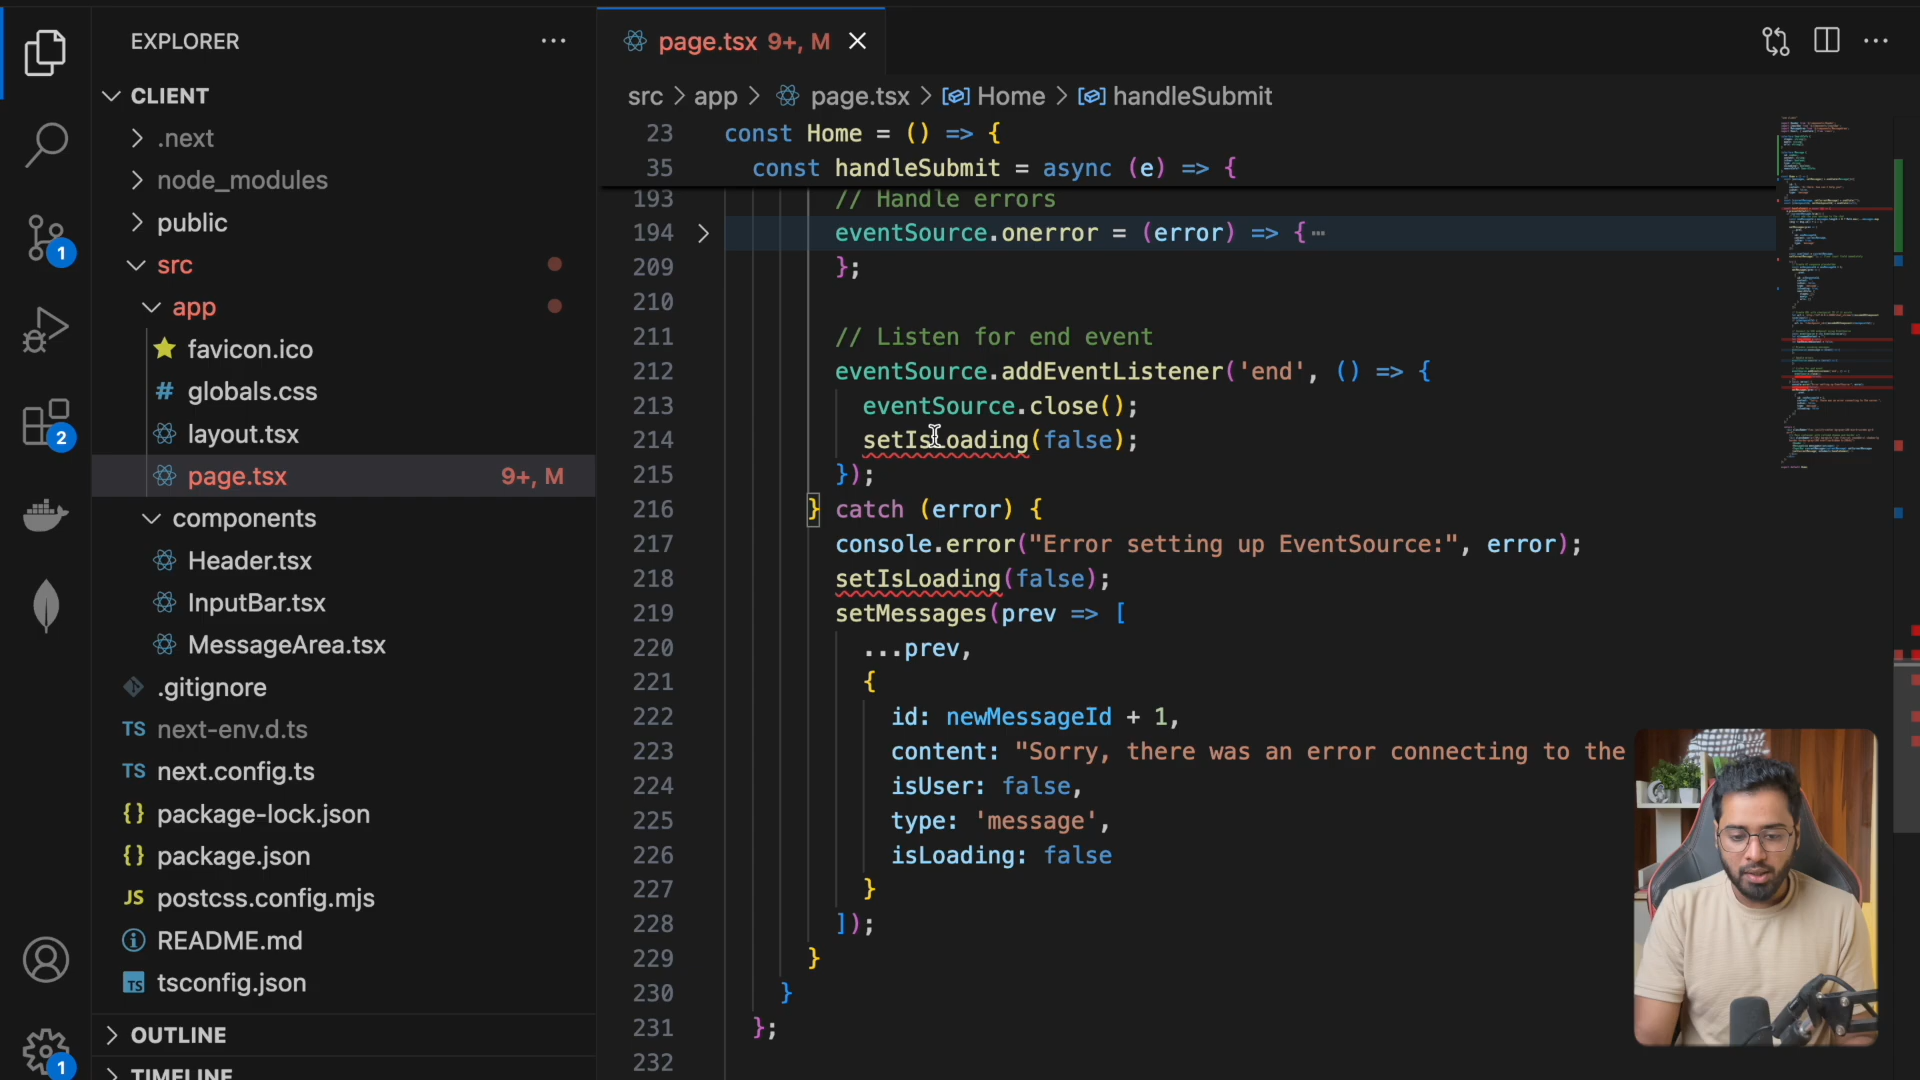 EXPLORER
CLIENT
.next
node_modules
public
src
app
favicon.ico
globals.css
layout.tsx
page.tsx 9+, M
components
Header.tsx
InputBar.tsx
MessageArea.tsx
.gitignore
TS next-env.d.ts
TS next.config.ts
{} package-lock.json
{} package.json
JS postcss.config.mjs
README.md
TS tsconfig.json
OUTLINE
TIMELINE
1
2
1
page.tsx 9+, M
src > app > page.tsx > Home > handleSubmit
23 const Home = () => {
35 const handleSubmit = async (e) => {
193 // Handle errors
194 eventSource.onerror = (error) => {
209 };
210
211 // Listen for end event
212 eventSource.addEventListener('end', () => {
213 eventSource.close();
214 setIsLoading(false);
215 });
216 } catch (error) {
217 console.error("Error setting up EventSource:", error);
218 setIsLoading(false);
219 setMessages(prev => [
220 ...prev,
221 {
222 id: newMessageId + 1,
223 content: "Sorry, there was an error connecting to the
224 isUser: false,
225 type: 'message',
226 isLoading: false
227 }
228 ]);
229 }
230 }
231 };
232